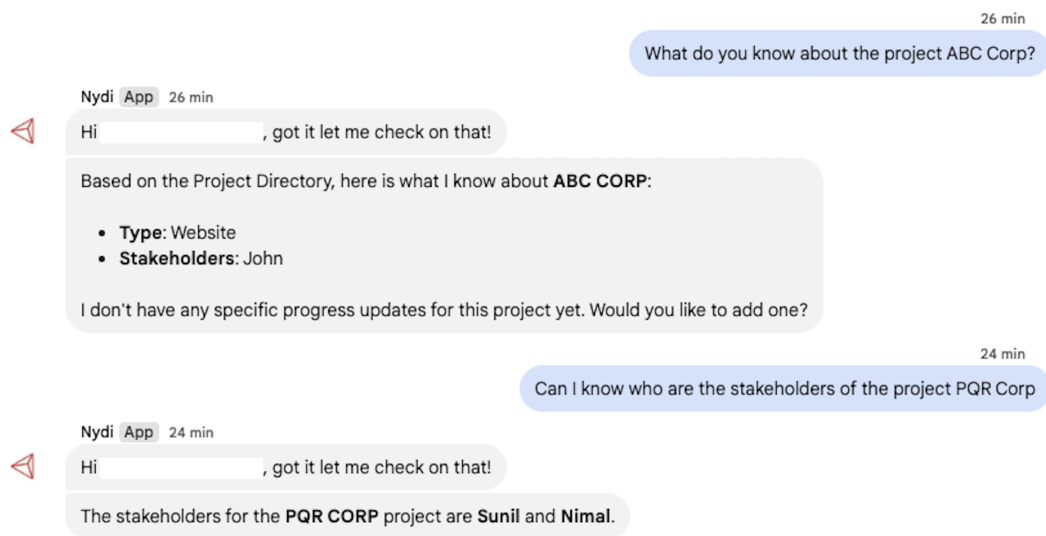 26 min
What do you know about the project ABC Corp?
Nydi App 26 min
Hi , got it let me check on that!
Based on the Project Directory, here is what I know about ABC CORP:
• Type: Website
• Stakeholders: John
I don't have any specific progress updates for this project yet. Would you like to add one?
24 min
Can I know who are the stakeholders of the project PQR Corp
Nydi App 24 min
Hi , got it let me check on that!
The stakeholders for the PQR CORP project are Sunil and Nimal.